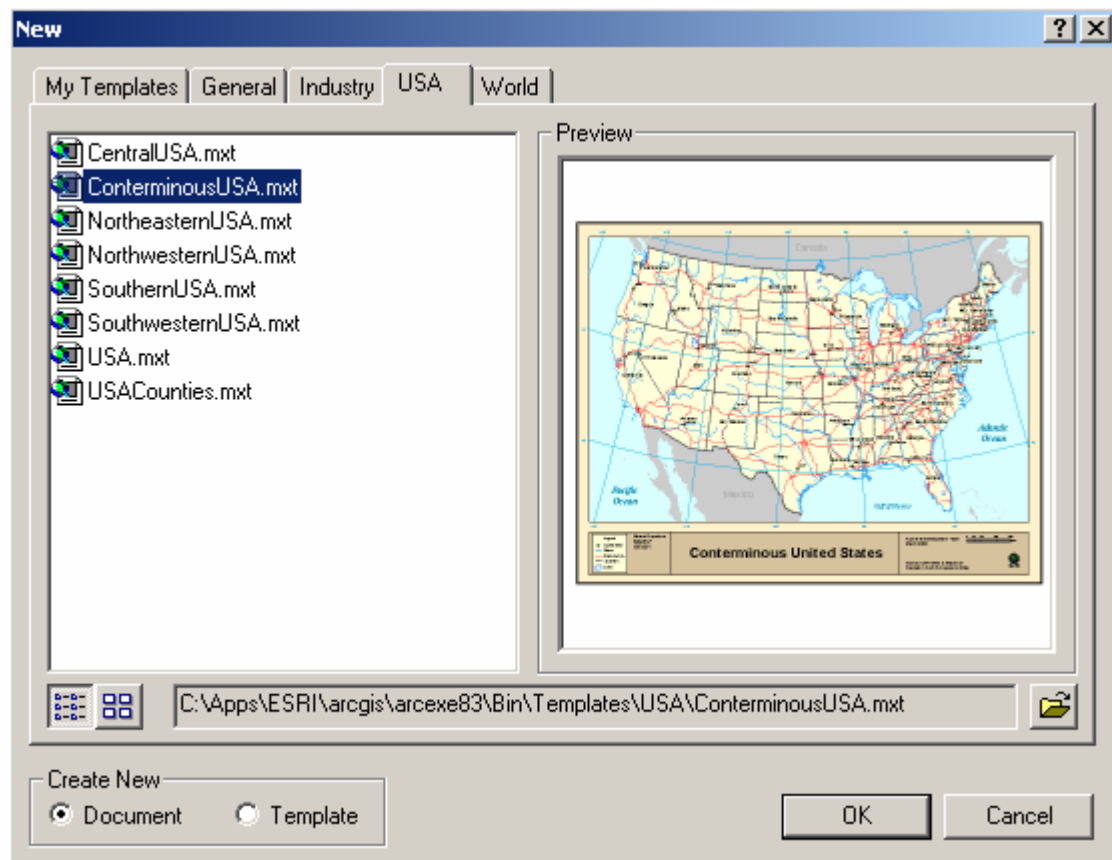 New
My Templates General Industry USA World
CentralUSA.mxt
ConterminousUSA.mxt
NortheasternUSA.mxt
NorthwesternUSA.mxt
SouthernUSA.mxt
SouthwesternUSA.mxt
USA.mxt
USACounties.mxt
Preview
Canada
Atlantic
Ocean
Pacific
Ocean
Mexico
Conterminous United States
C:\Apps\ESRI\arcgis\arcexe83\Bin\Templates\USA\ConterminousUSA.mxt
Create New
Document Template
OK Cancel